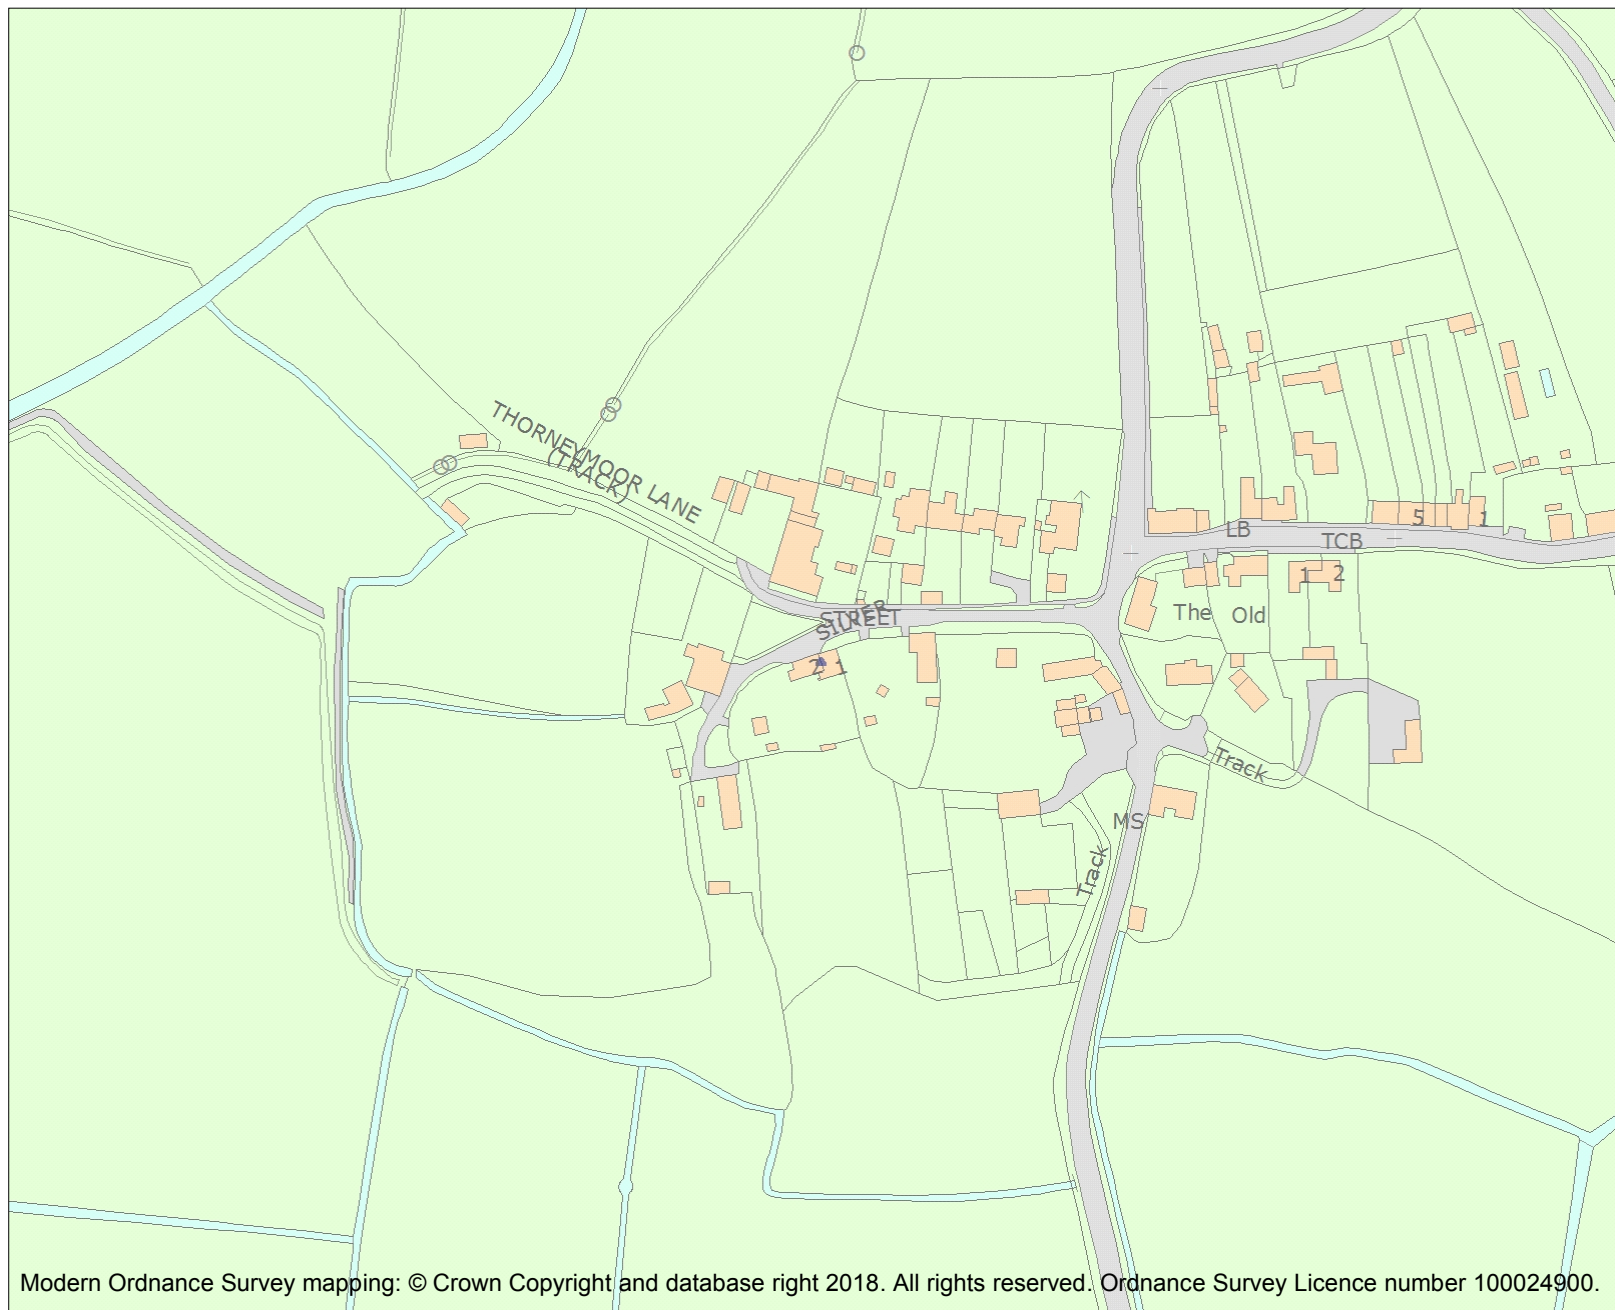 THORNEYMOOR LANE
(TRACK)
5
1
LB
TCB
1
2
The Old
SILVER
STREET
2
1
Track
MS
Track
Modern Ordnance Survey mapping: © Crown Copyright and database right 2018. All rights reserved. Ordnance Survey Licence number 100024900.